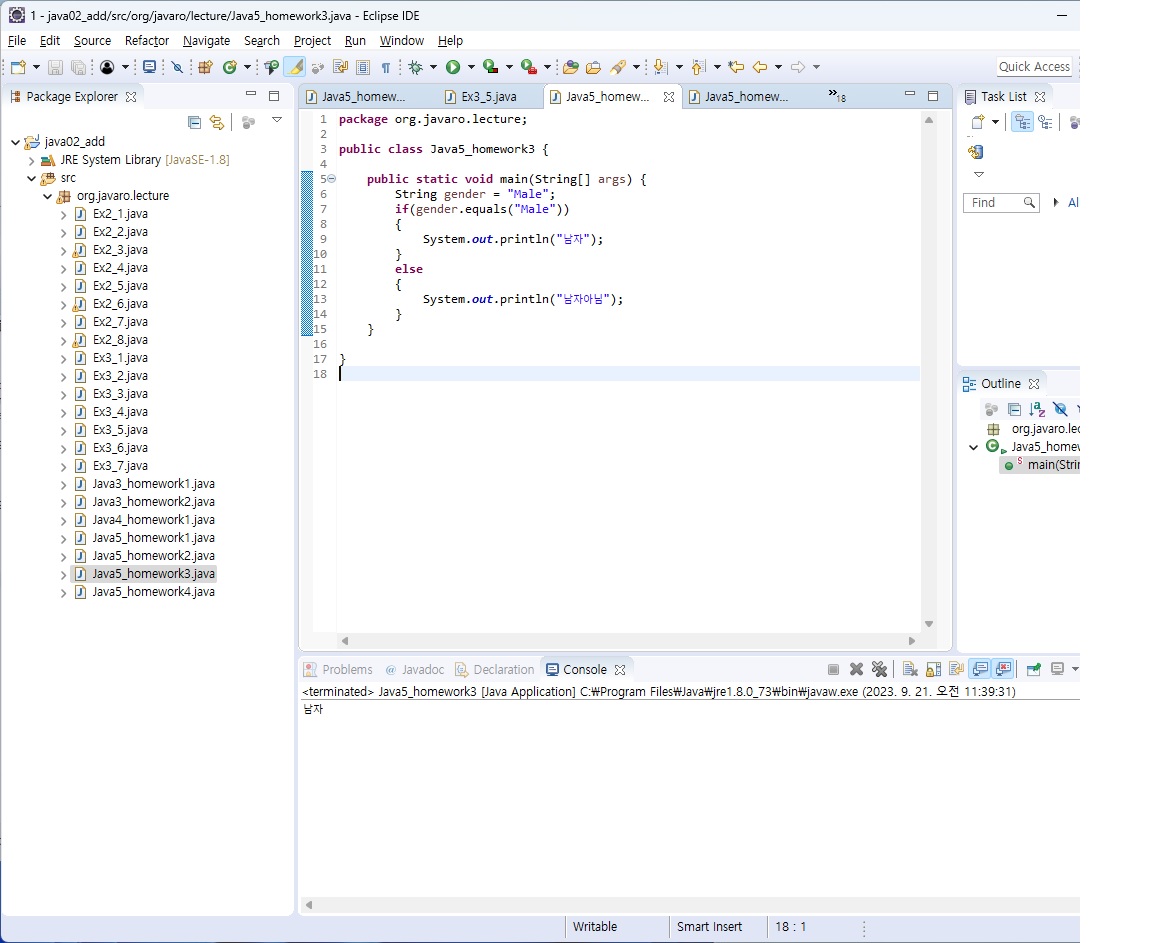 1 - java02_add/src/org/javaro/lecture/Java5_homework3.java - Eclipse IDE
File Edit Source Refactor Navigate Search Project Run Window Help
Quick Access
Package Explorer
java02_add
JRE System Library [JavaSE-1.8]
src
org.javaro.lecture
Ex2_1.java
Ex2_2.java
Ex2_3.java
Ex2_4.java
Ex2_5.java
Ex2_6.java
Ex2_7.java
Ex2_8.java
Ex3_1.java
Ex3_2.java
Ex3_3.java
Ex3_4.java
Ex3_5.java
Ex3_6.java
Ex3_7.java
Java3_homework1.java
Java3_homework2.java
Java4_homework1.java
Java5_homework1.java
Java5_homework2.java
Java5_homework3.java
Java5_homework4.java
Java5_homew... Ex3_5.java Java5_homew... Java5_homew... »18
1 package org.javaro.lecture;
2
3 public class Java5_homework3 {
4
5 public static void main(String[] args) {
6 String gender = "Male";
7 if(gender.equals("Male"))
8 {
9 System.out.println("남자");
10 }
11 else
12 {
13 System.out.println("남자아님");
14 }
15 }
16
17 }
18
Task List
Find Al
Outline
org.javaro.lec
Java5_homew
main(Strin
Problems @ Javadoc Declaration Console
<terminated> Java5_homework3 [Java Application] C:₩Program Files₩Java₩jre1.8.0_73₩bin₩javaw.exe (2023. 9. 21. 오전 11:39:31)
남자
Writable Smart Insert 18 : 1